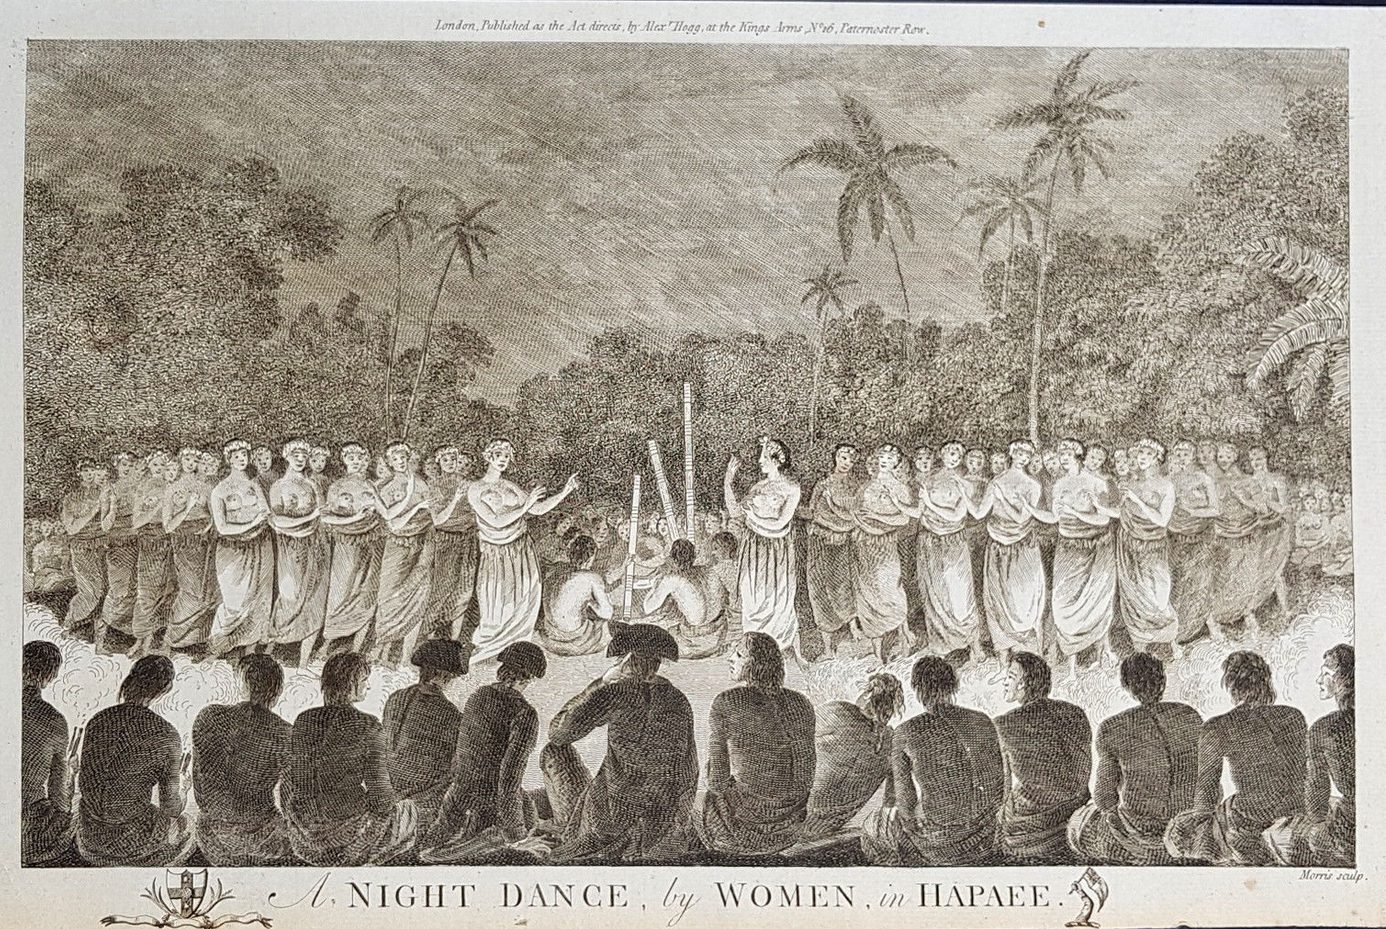 London, Published as the Act directs, by Alexr. Hogg, at the Kings Arms, No. 16, Paternoster Row.
Morris sculp.
A NIGHT DANCE, by WOMEN, in HAPAEE.